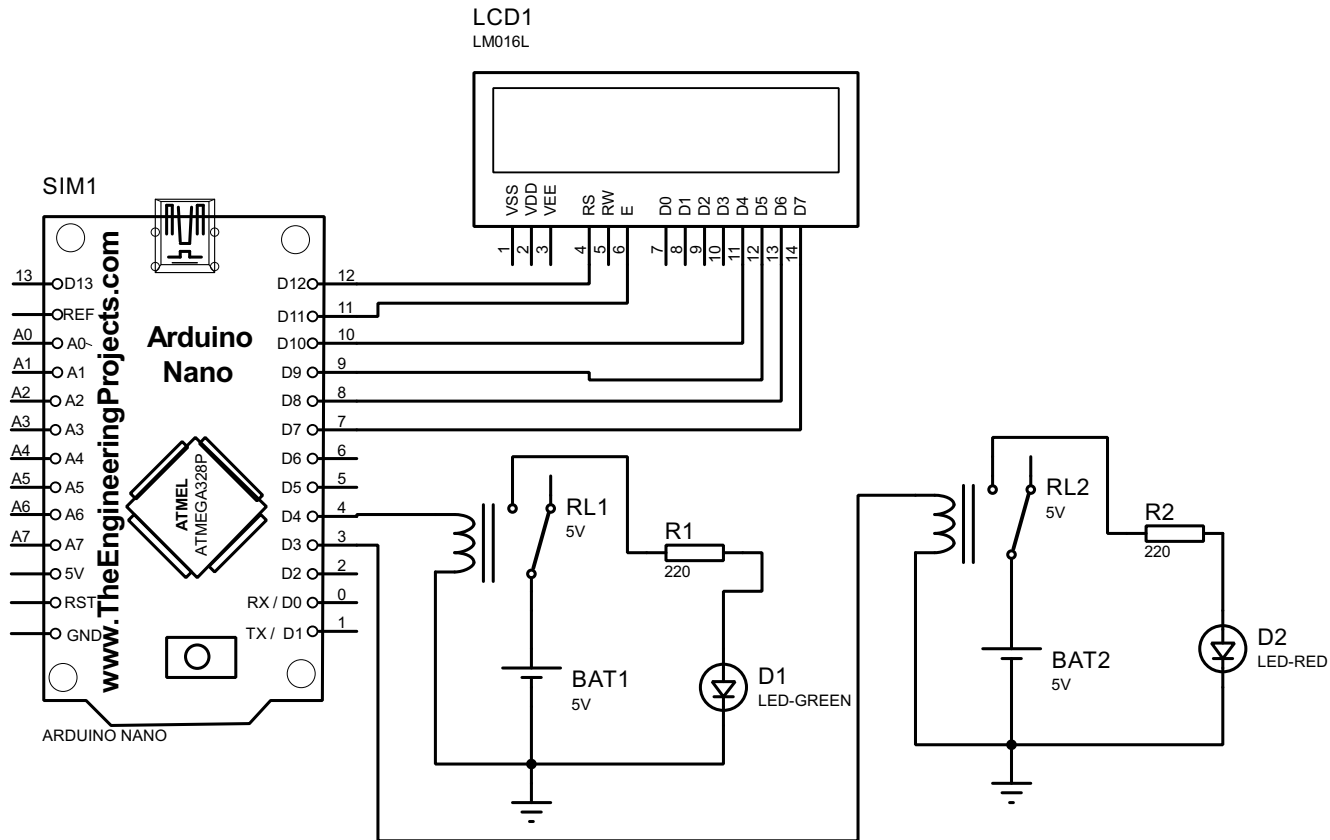 LCD1
LM016L
VSS
VDD
VEE
RS
RW
E
D0
D1
D2
D3
D4
D5
D6
D7
1
2
3
4
5
6
7
8
9
10
11
12
13
14
SIM1
www.TheEngineeringProjects.com
Arduino
Nano
ATMEL
ATMEGA328P
13
D13
REF
A0
A0
A1
A1
A2
A2
A3
A3
A4
A4
A5
A5
A6
A6
A7
A7
5V
RST
GND
D12
12
D11
11
D10
10
D9
9
D8
8
D7
7
D6
6
D5
5
D4
4
D3
3
D2
2
RX / D0
0
TX / D1
1
ARDUINO NANO
RL1
5V
R1
220
BAT1
5V
D1
LED-GREEN
RL2
5V
R2
220
BAT2
5V
D2
LED-RED